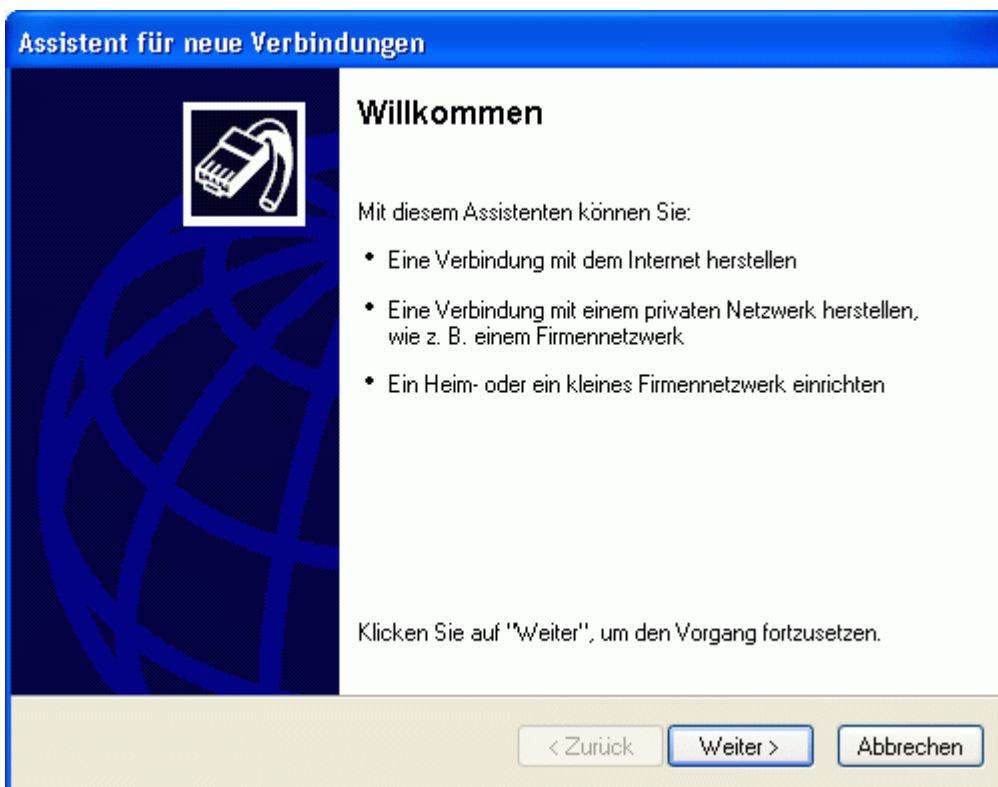 Assistent für neue Verbindungen
Willkommen
Mit diesem Assistenten können Sie:
• Eine Verbindung mit dem Internet herstellen
• Eine Verbindung mit einem privaten Netzwerk herstellen,
wie z. B. einem Firmennetzwerk
• Ein Heim- oder ein kleines Firmennetzwerk einrichten
Klicken Sie auf "Weiter", um den Vorgang fortzusetzen.
< Zurück Weiter > Abbrechen